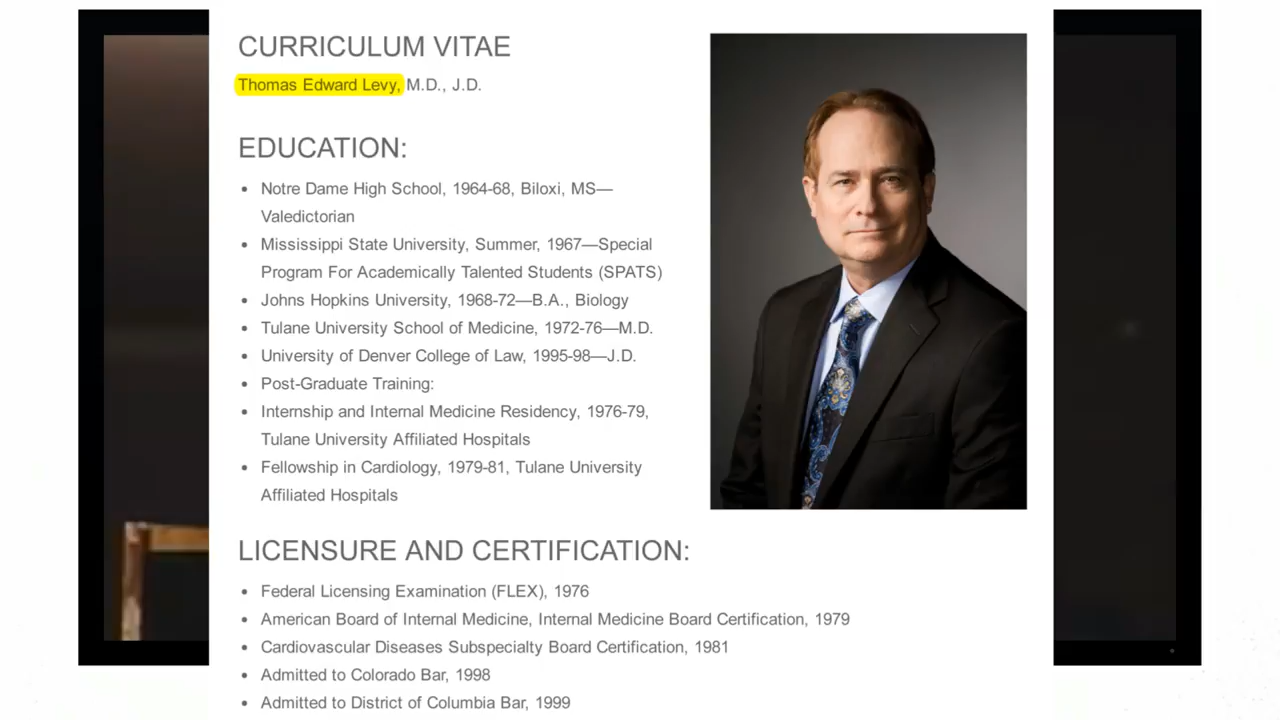 CURRICULUM VITAE
Thomas Edward Levy, M.D., J.D.
EDUCATION:
• Notre Dame High School, 1964-68, Biloxi, MS—
Valedictorian
• Mississippi State University, Summer, 1967—Special
Program For Academically Talented Students (SPATS)
• Johns Hopkins University, 1968-72—B.A., Biology
• Tulane University School of Medicine, 1972-76—M.D.
• University of Denver College of Law, 1995-98—J.D.
• Post-Graduate Training:
• Internship and Internal Medicine Residency, 1976-79,
Tulane University Affiliated Hospitals
• Fellowship in Cardiology, 1979-81, Tulane University
Affiliated Hospitals
LICENSURE AND CERTIFICATION:
• Federal Licensing Examination (FLEX), 1976
• American Board of Internal Medicine, Internal Medicine Board Certification, 1979
• Cardiovascular Diseases Subspecialty Board Certification, 1981
• Admitted to Colorado Bar, 1998
• Admitted to District of Columbia Bar, 1999